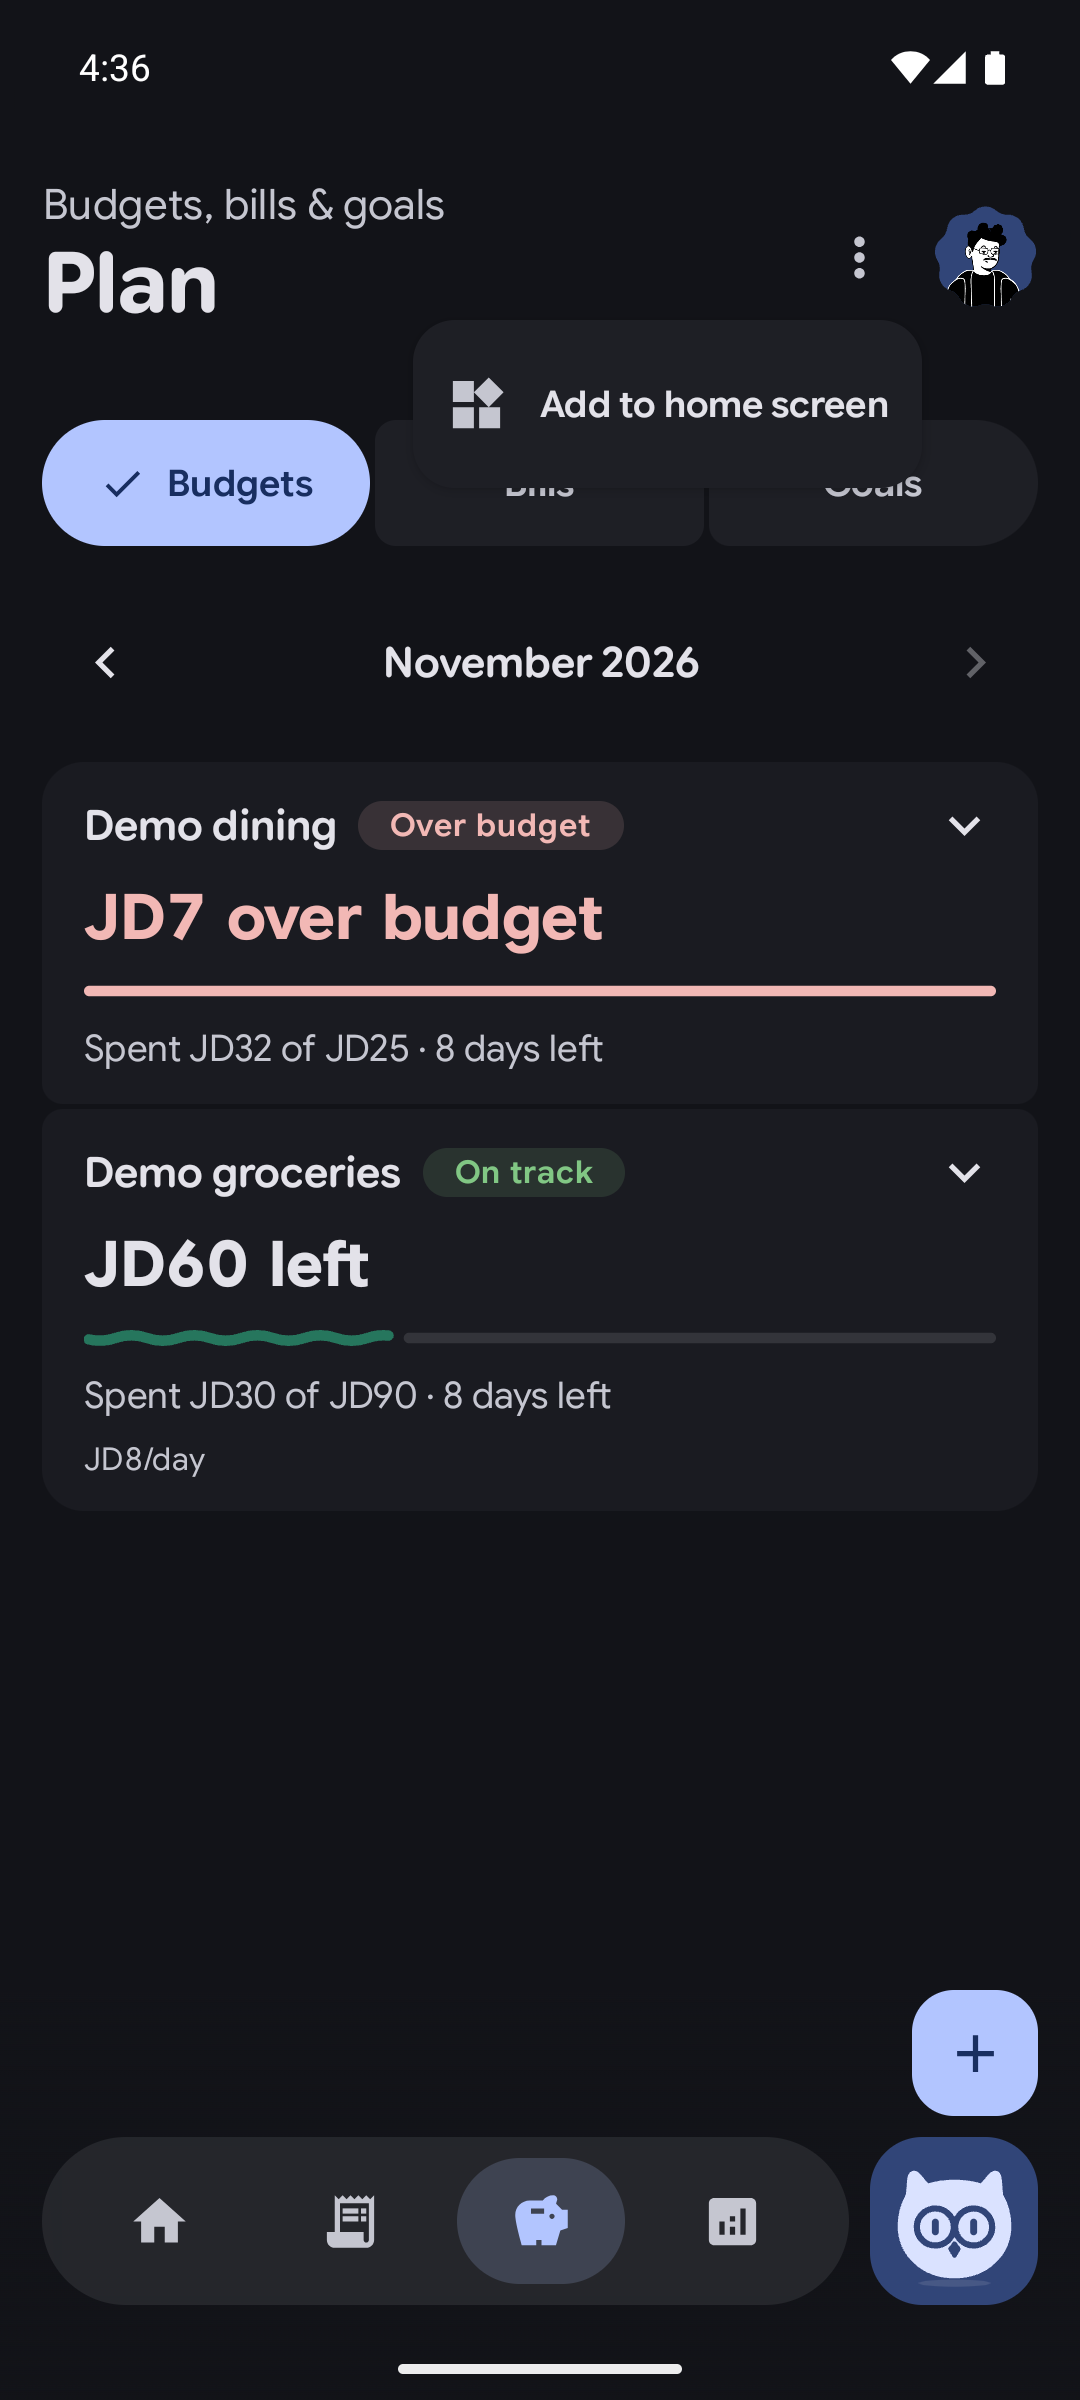 4:36
Budgets, bills & goals
Plan
Add to home screen
Budgets
Bills
Goals
November 2026
Demo dining
Over budget
JD7 over budget
Spent JD32 of JD25 · 8 days left
Demo groceries
On track
JD60 left
Spent JD30 of JD90 · 8 days left
JD8/day